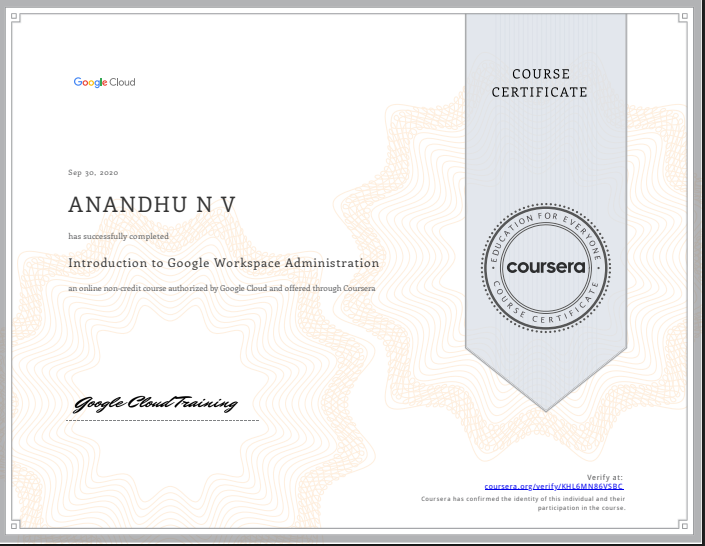 Google Cloud
COURSE
CERTIFICATE
Sep 30, 2020
ANANDHU N V
has successfully completed
Introduction to Google Workspace Administration
an online non-credit course authorized by Google Cloud and offered through Coursera
EDUCATION FOR EVERYONE
coursera
COURSE CERTIFICATE
Google Cloud Training
Verify at:
coursera.org/verify/KHL6MN86VSBC
Coursera has confirmed the identity of this individual and their
participation in the course.